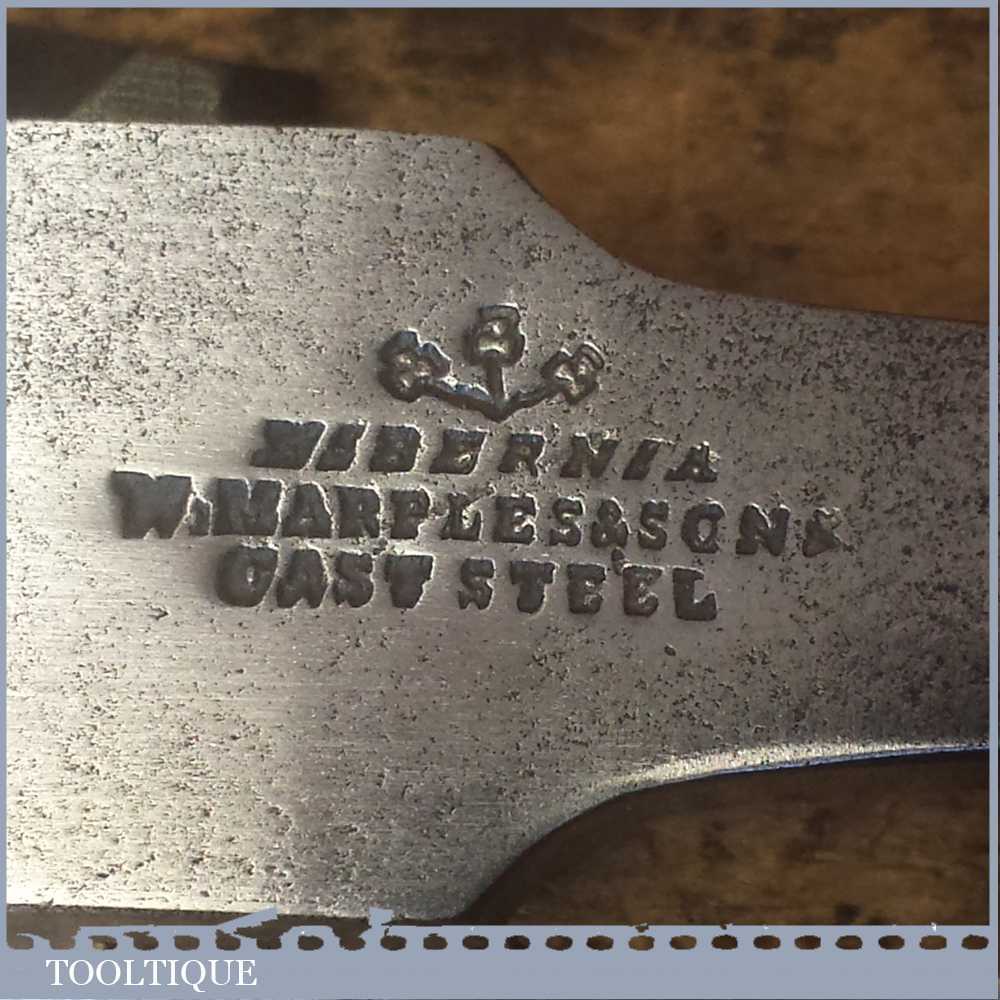 HIBERNIA
W. MARPLES & SONS
CAST STEEL
TOOLTIQUE